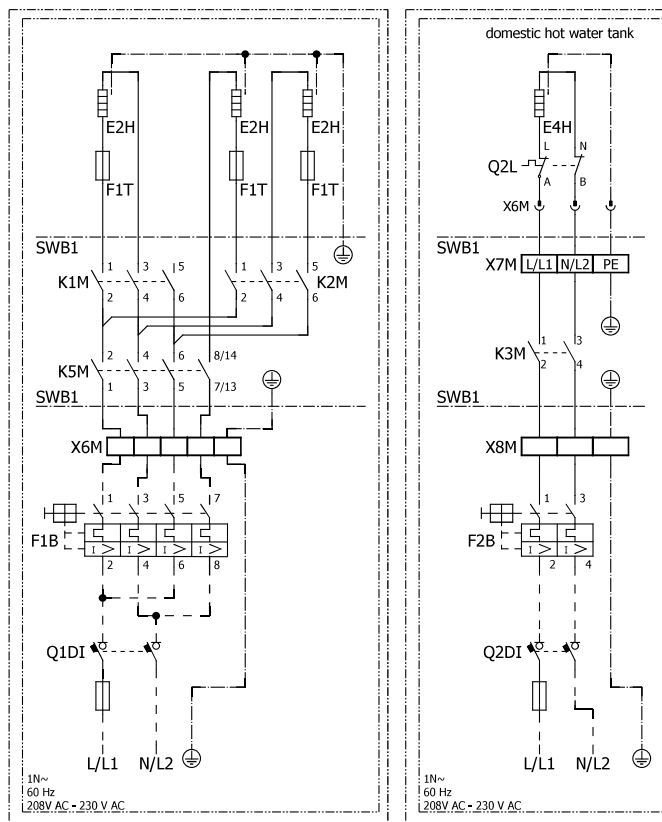 domestic hot water tank
E2H E2H E2H
F1T F1T F1T
SWB1
1 3 5 1 3 5
K1M K2M
2 4 6 2 4 6
2 4 6 8/14
K5M
1 3 5 7/13
SWB1
X6M
1 3 5 7
F1B
I > I > I > I >
2 4 6 8
Q1DI
L/L1 N/L2
1N~
60 Hz
208V AC - 230 V AC
E4H
L N
Q2L
A B
X6M
SWB1
X7M L/L1 N/L2 PE
1 3
K3M
2 4
SWB1
X8M
1 3
F2B
I > I >
2 4
Q2DI
L/L1 N/L2
1N~
60 Hz
208V AC - 230 V AC